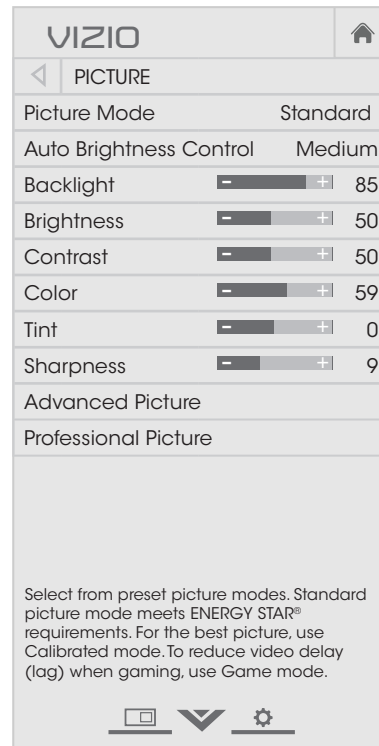 VIZIO
PICTURE
Picture Mode Standard
Auto Brightness Control Medium
Backlight - + 85
Brightness - + 50
Contrast - + 50
Color - + 59
Tint - + 0
Sharpness - + 9
Advanced Picture
Professional Picture
Select from preset picture modes. Standard
picture mode meets ENERGY STAR®
requirements. For the best picture, use
Calibrated mode. To reduce video delay
(lag) when gaming, use Game mode.